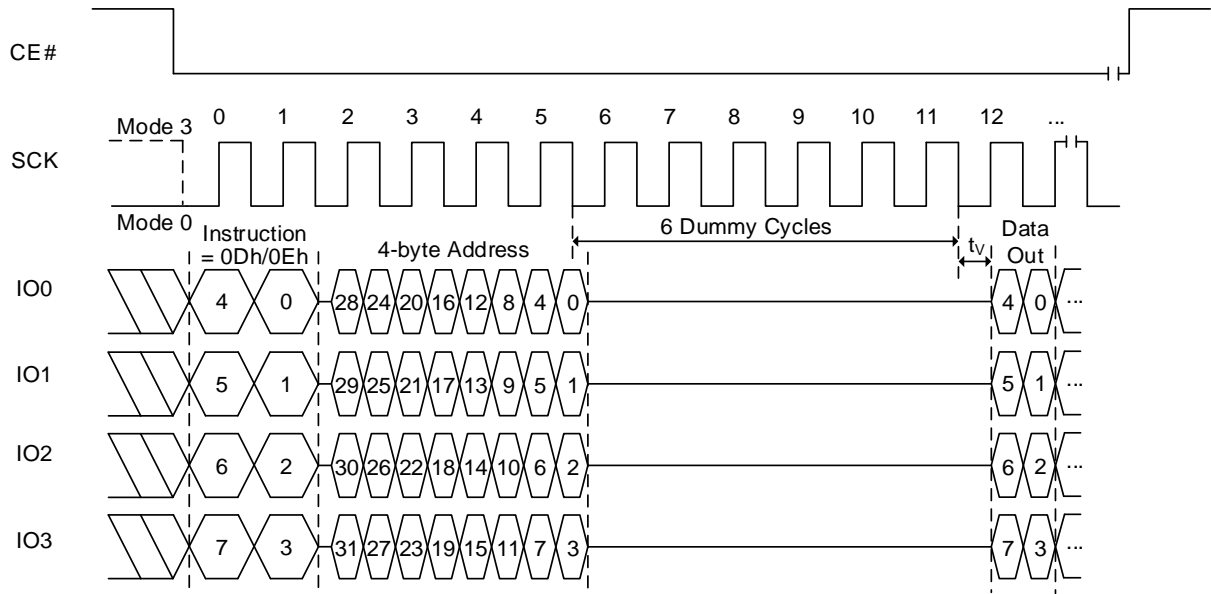 CE#
0 1 2 3 4 5 6 7 8 9 10 11 12 ...
Mode 3
SCK
Mode 0
6 Dummy Cycles
Instruction
= 0Dh/0Eh
4-byte Address
tV
Data
Out
IO0 4 0 28 24 20 16 12 8 4 0 4 0 ...
IO1 5 1 29 25 21 17 13 9 5 1 5 1 ...
IO2 6 2 30 26 22 18 14 10 6 2 6 2 ...
IO3 7 3 31 27 23 19 15 11 7 3 7 3 ...